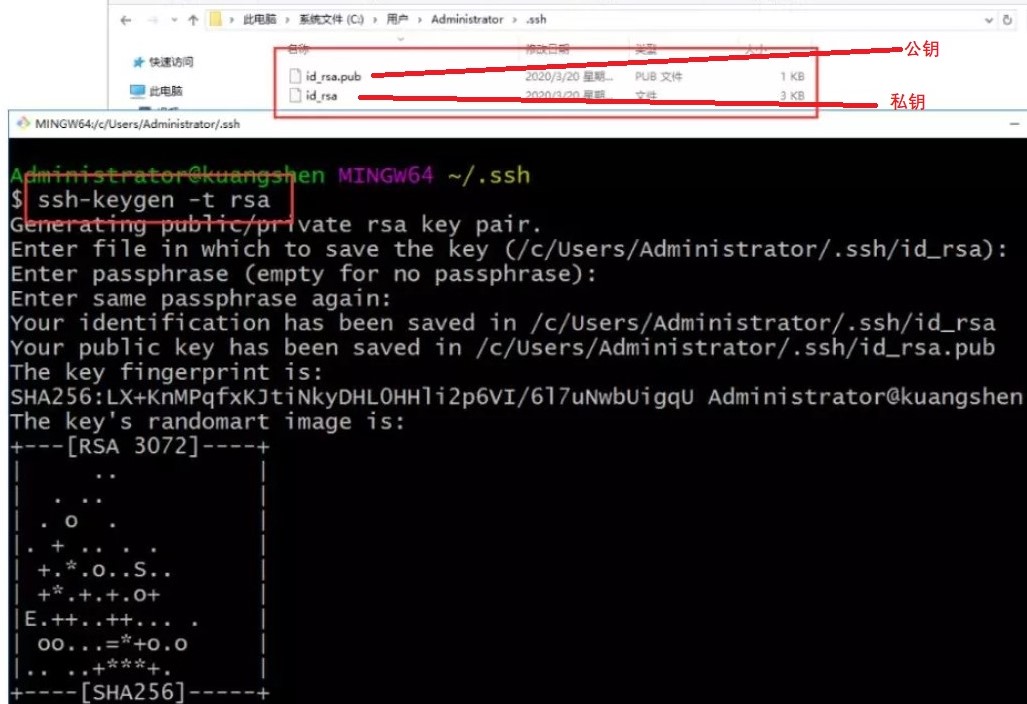 此电脑 › 系统文件 (C:) › 用户 › Administrator › .ssh
名称 修改日期 类型 大小
快速访问
id_rsa.pub 2020/3/20 星期... PUB 文件 1 KB 公钥
此电脑
id_rsa 2020/3/20 星期... 文件 3 KB 私钥
MINGW64:/c/Users/Administrator/.ssh
Administrator@kuangshen MINGW64 ~/.ssh
$ ssh-keygen -t rsa
Generating public/private rsa key pair.
Enter file in which to save the key (/c/Users/Administrator/.ssh/id_rsa):
Enter passphrase (empty for no passphrase):
Enter same passphrase again:
Your identification has been saved in /c/Users/Administrator/.ssh/id_rsa
Your public key has been saved in /c/Users/Administrator/.ssh/id_rsa.pub
The key fingerprint is:
SHA256:LX+KnMPqfxKJtiNkyDHL0HHli2p6VI/6l7uNwbUigqU Administrator@kuangshen
The key's randomart image is:
+---[RSA 3072]----+
|      ..         |
|   . ..          |
|  . o  .         |
|. + .. . .       |
| +.*.o..S..      |
| +*.+.+.o+       |
|E.++..++... .    |
| oo...=*+o.o     |
|.. ..+***+.      |
+----[SHA256]-----+